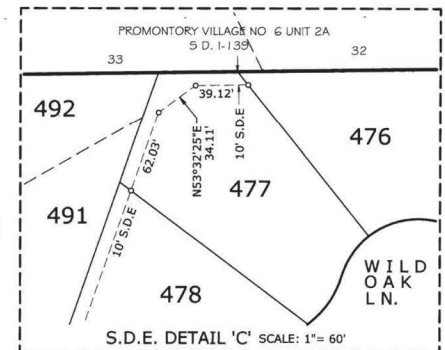 PROMONTORY VILLAGE NO 6 UNIT 2A
S D. I-139
33
32
492
39.12'
476
62.03'
N53°32'25"E
34.11'
10' S.D.E
477
491
10' S.D.E
WILD
OAK
LN.
478
S.D.E. DETAIL 'C' SCALE: 1"= 60'